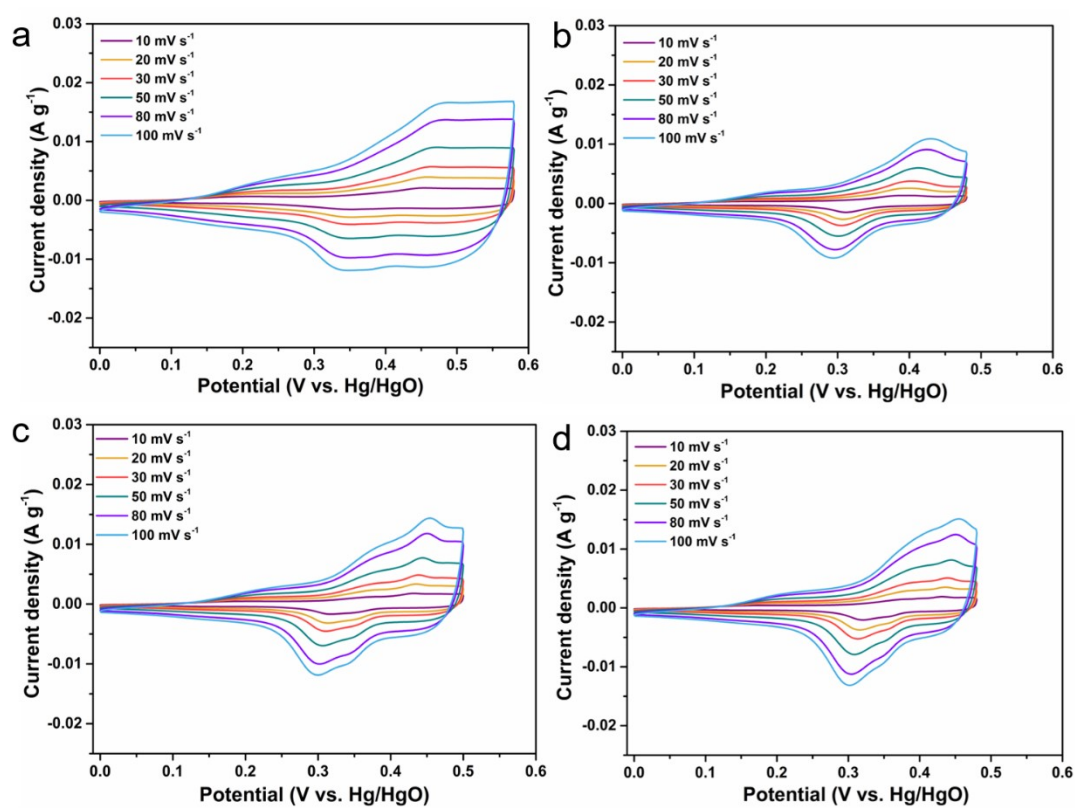 a
0.03
0.02
0.01
0.00
-0.01
-0.02
Current density (A g⁻¹)
10 mV s⁻¹
20 mV s⁻¹
30 mV s⁻¹
50 mV s⁻¹
80 mV s⁻¹
100 mV s⁻¹
0.0 0.1 0.2 0.3 0.4 0.5 0.6
Potential (V vs. Hg/HgO)
b
0.03
0.02
0.01
0.00
-0.01
-0.02
Current density (A g⁻¹)
10 mV s⁻¹
20 mV s⁻¹
30 mV s⁻¹
50 mV s⁻¹
80 mV s⁻¹
100 mV s⁻¹
0.0 0.1 0.2 0.3 0.4 0.5 0.6
Potential (V vs. Hg/HgO)
c
0.03
0.02
0.01
0.00
-0.01
-0.02
Current density (A g⁻¹)
10 mV s⁻¹
20 mV s⁻¹
30 mV s⁻¹
50 mV s⁻¹
80 mV s⁻¹
100 mV s⁻¹
0.0 0.1 0.2 0.3 0.4 0.5 0.6
Potential (V vs. Hg/HgO)
d
0.03
0.02
0.01
0.00
-0.01
-0.02
Current density (A g⁻¹)
10 mV s⁻¹
20 mV s⁻¹
30 mV s⁻¹
50 mV s⁻¹
80 mV s⁻¹
100 mV s⁻¹
0.0 0.1 0.2 0.3 0.4 0.5 0.6
Potential (V vs. Hg/HgO)